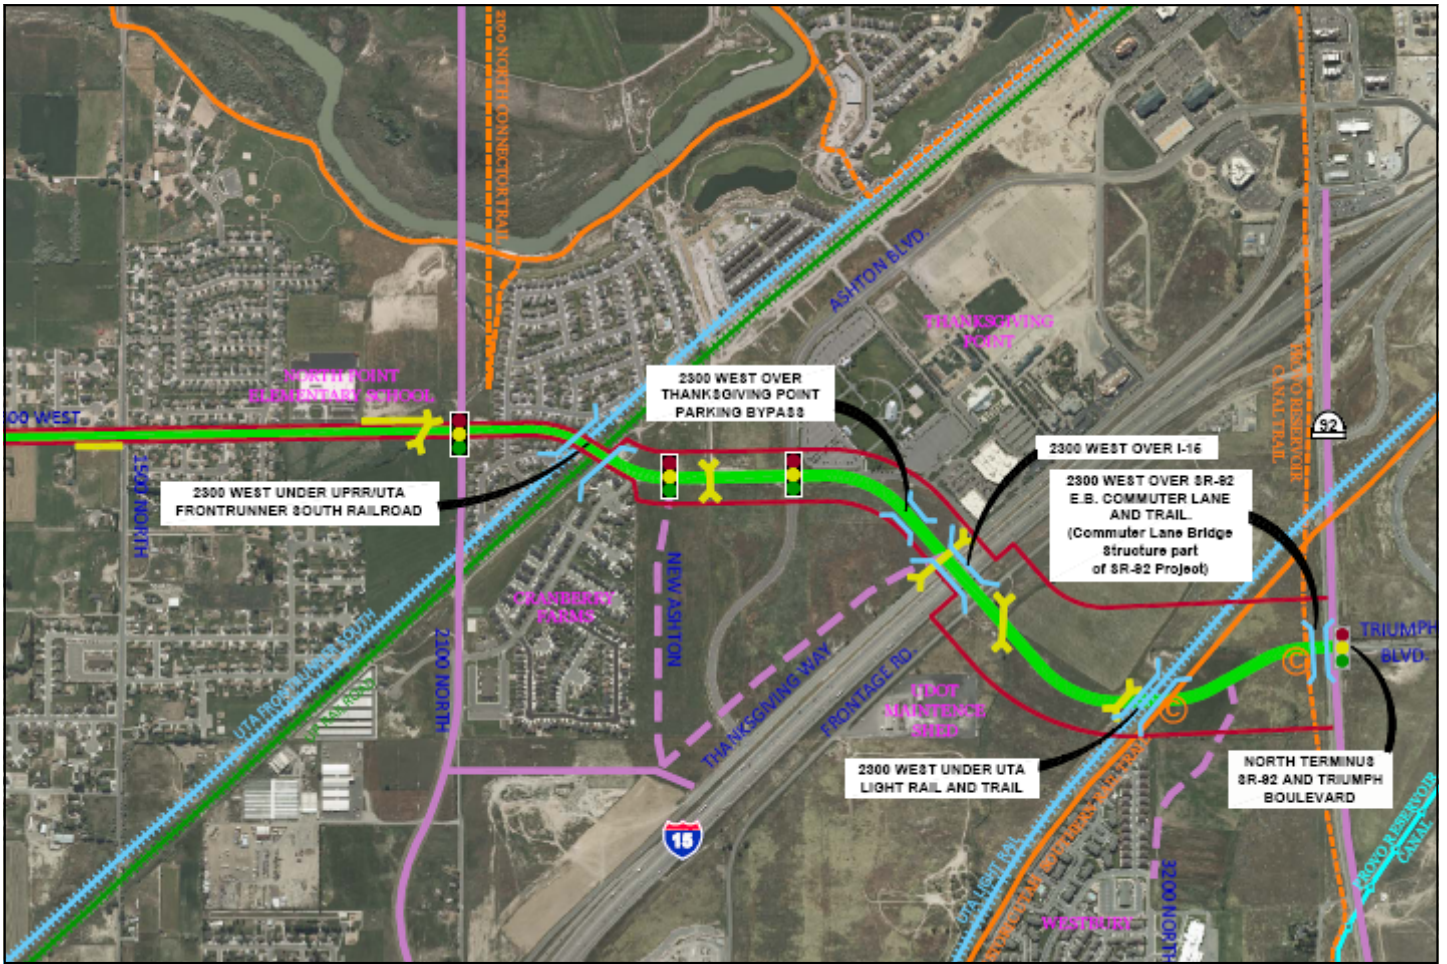 2100 NORTH CONNECTOR TRAIL
ASHTON BLVD.
THANKSGIVING
POINT
NORTH POINT
ELEMENTARY SCHOOL
00 WEST
2300 WEST OVER
THANKSGIVING POINT
PARKING BYPASS
PROVO RESERVOIR
CANAL TRAIL
92
2300 WEST OVER I-15
2300 WEST OVER SR-92
E.B. COMMUTER LANE
AND TRAIL.
(Commuter Lane Bridge
Structure part
of SR-92 Project)
1500 NORTH
2300 WEST UNDER UPRR/UTA
FRONTRUNNER SOUTH RAILROAD
NEW ASHTON
CRANBERRY
FARMS
UTA FRONTRUNNER SOUTH
2100 NORTH
THANKSGIVING WAY
FRONTAGE RD.
UDOT
MAINTENCE
SHED
TRIUMPH
BLVD.
2300 WEST UNDER UTA
LIGHT RAIL AND TRAIL
NORTH TERMINUS
SR-92 AND TRIUMPH
BOULEVARD
15
UTA LIGHT RAIL
PROVO RESERVOIR
CANAL
WESTBURY
3200 NORTH